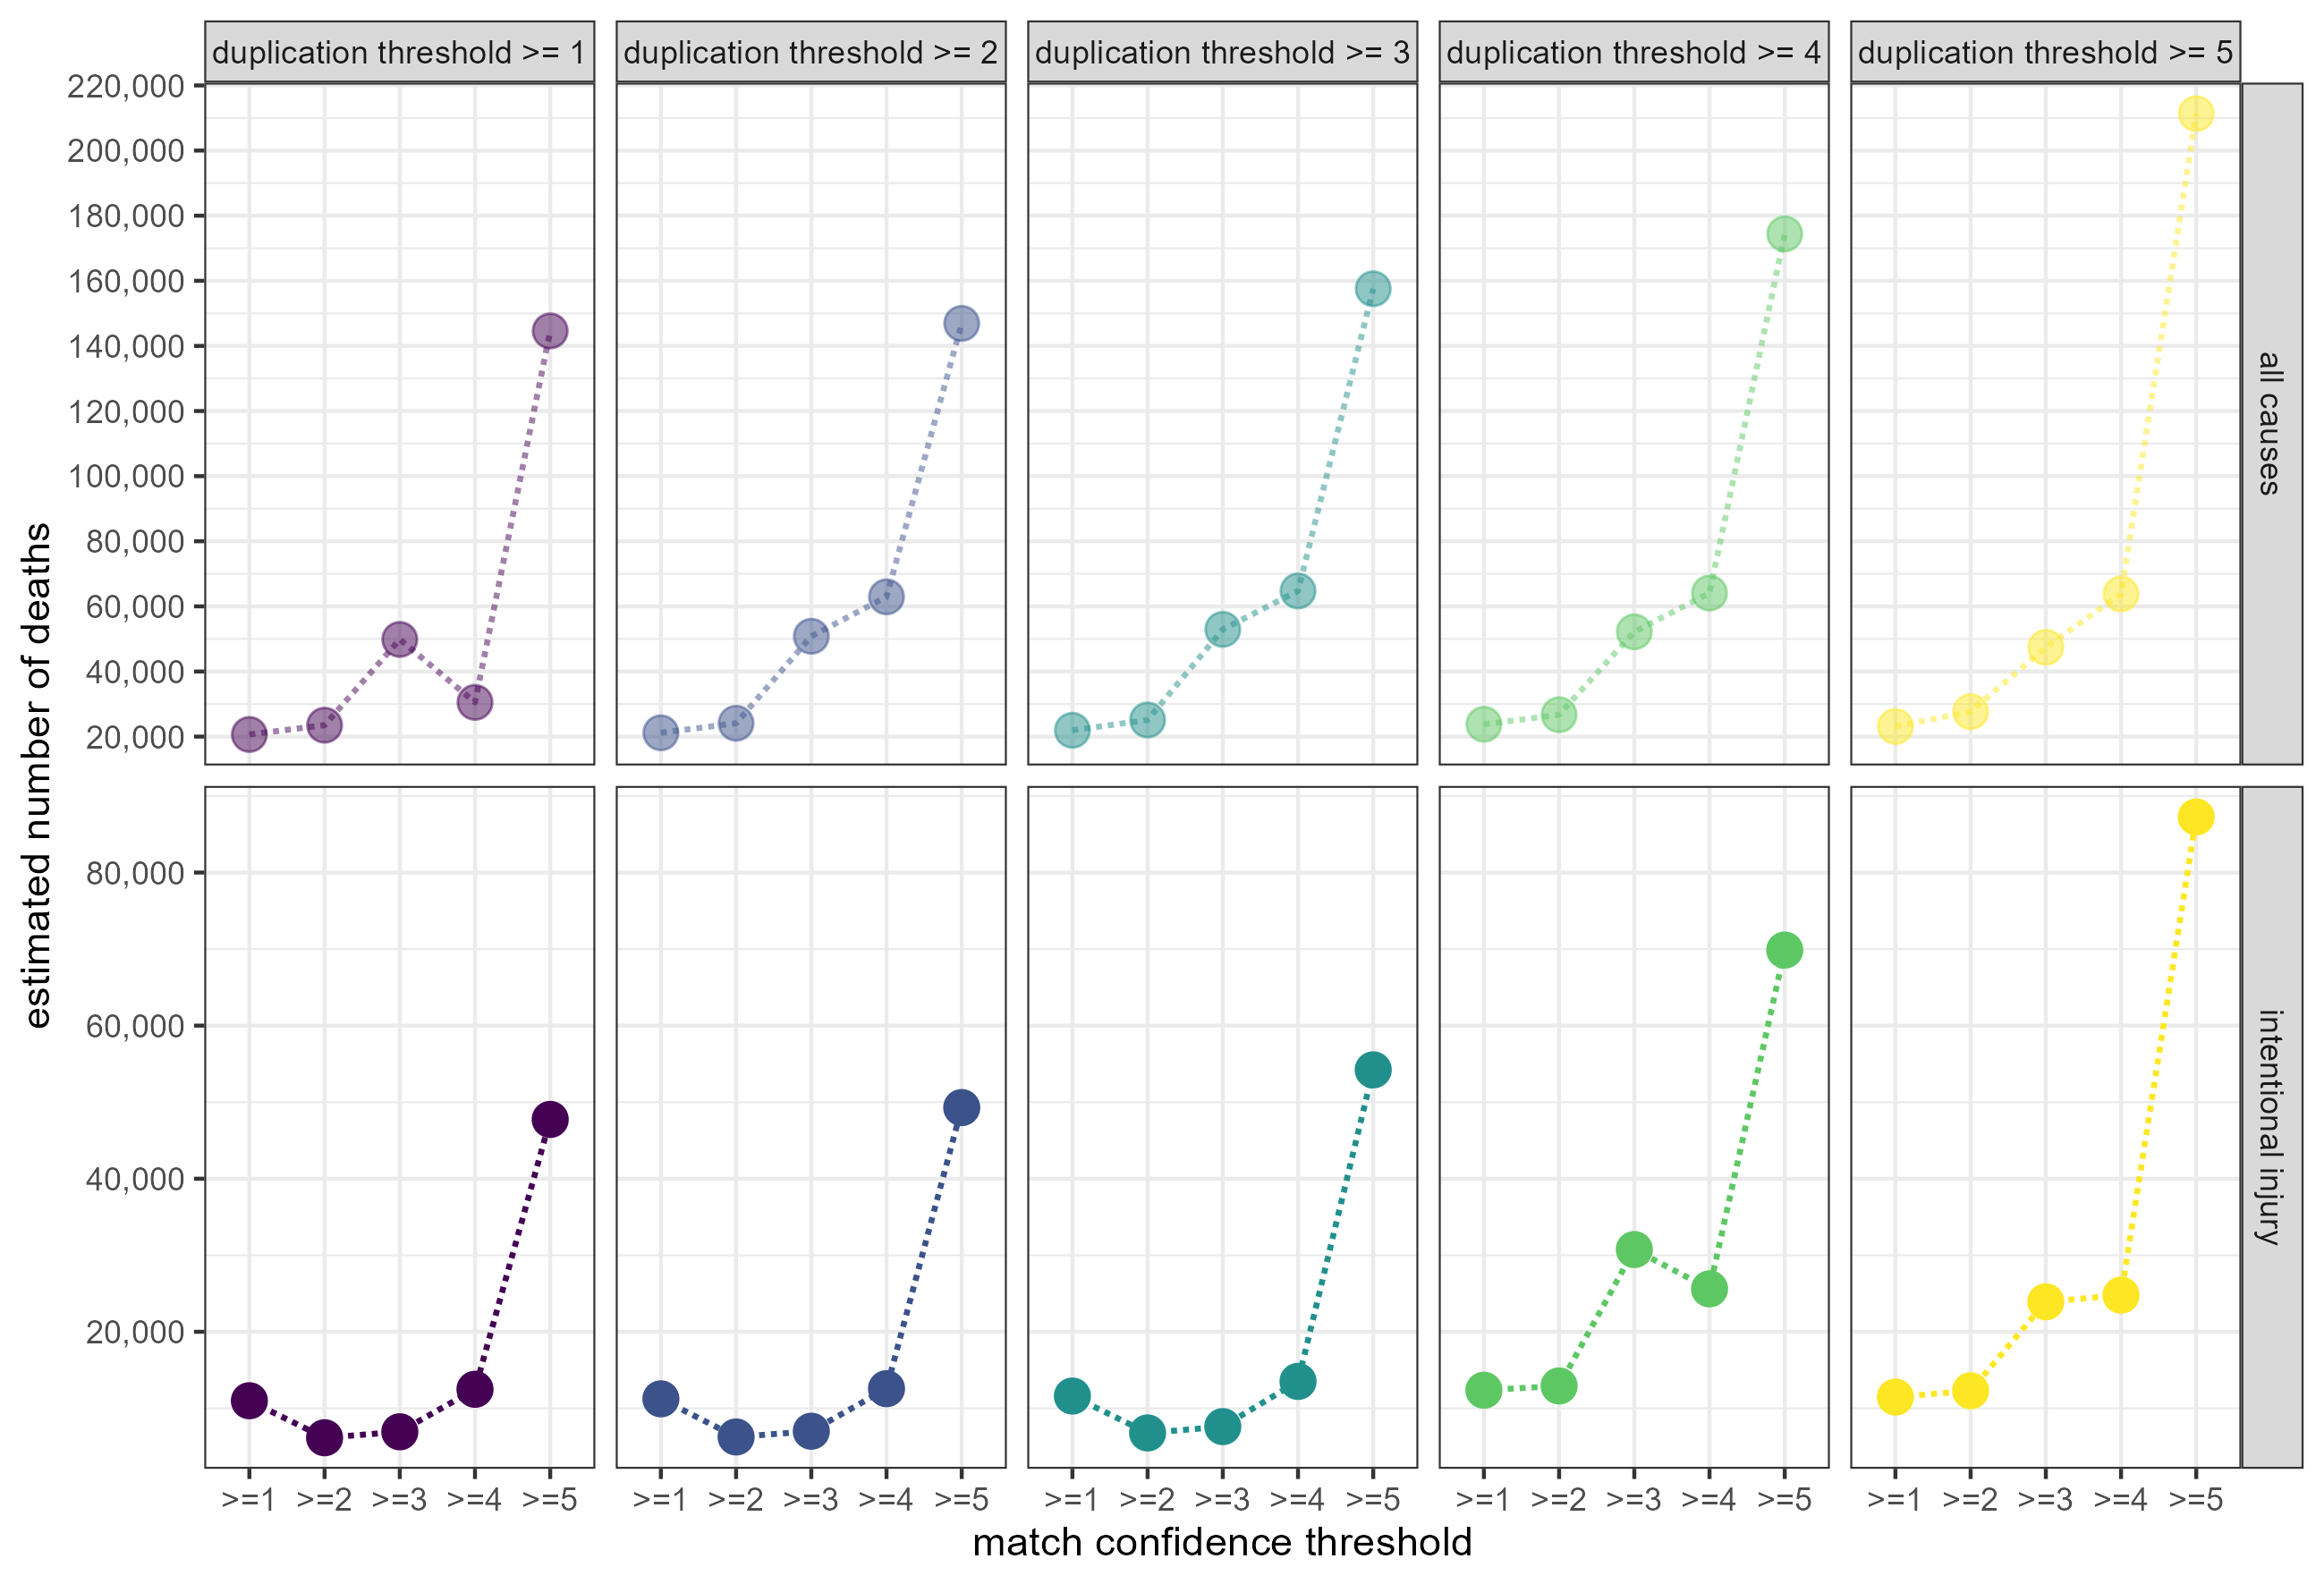 duplication threshold >= 1
duplication threshold >= 2
duplication threshold >= 3
duplication threshold >= 4
duplication threshold >= 5
220,000
200,000
180,000
160,000
140,000
120,000
100,000
80,000
60,000
40,000
20,000
all causes
estimated number of deaths
80,000
60,000
40,000
20,000
intentional injury
>=1 >=2 >=3 >=4 >=5
>=1 >=2 >=3 >=4 >=5
>=1 >=2 >=3 >=4 >=5
>=1 >=2 >=3 >=4 >=5
>=1 >=2 >=3 >=4 >=5
match confidence threshold